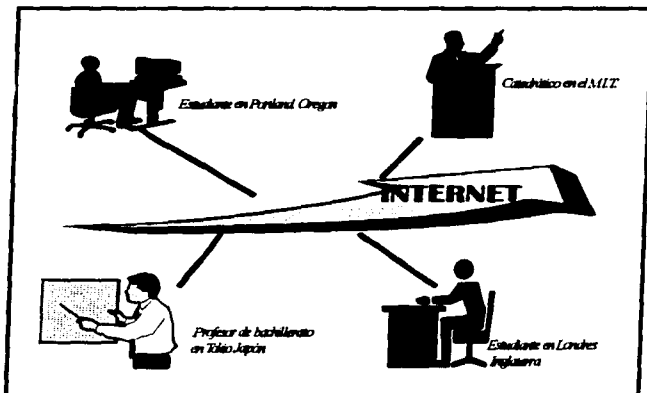 Estudiante en Portland Oregon
Catedrático en el M.I.T.
INTERNET
Profesor de bachillerato
en Tokio Japón
Estudiante en Londres
Inglaterra